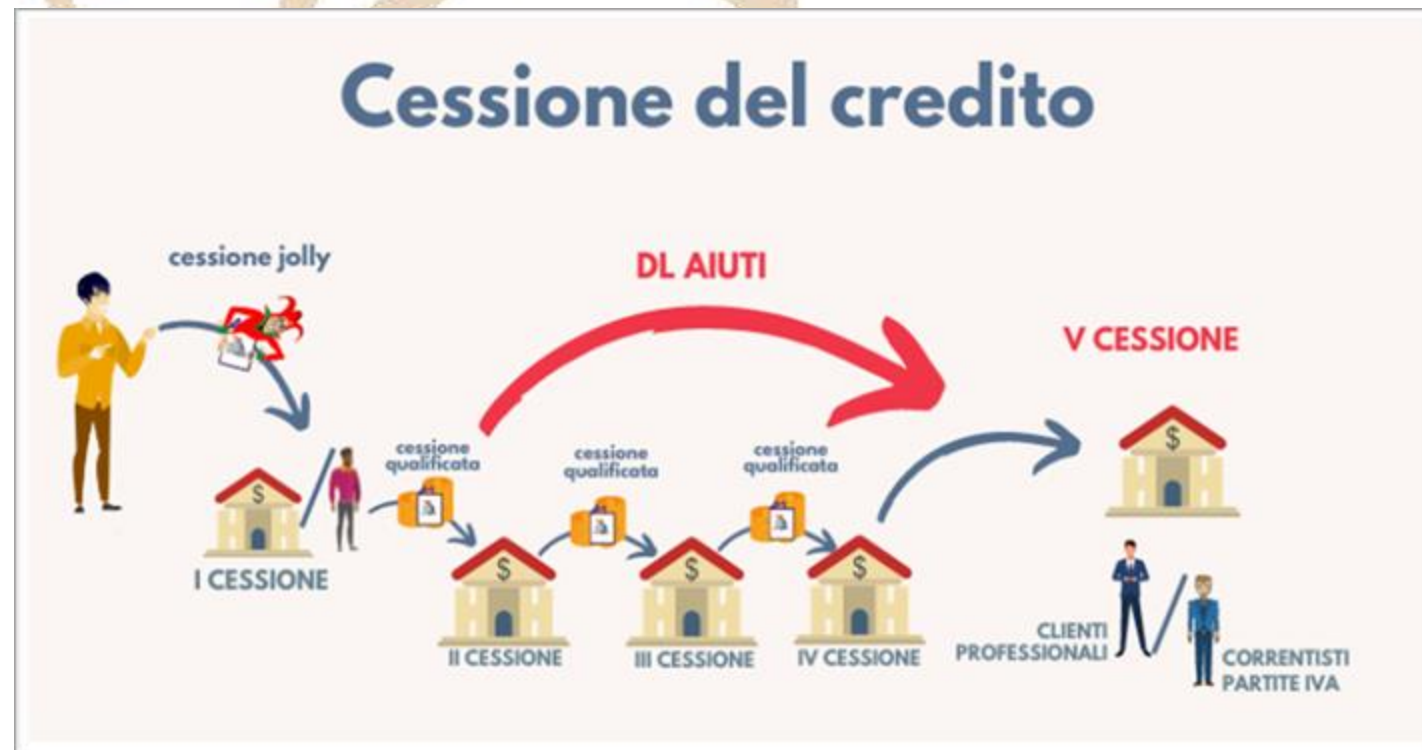 Cessione del credito
cessione jolly
DL AIUTI
V CESSIONE
cessione
qualificata
cessione
qualificata
cessione
qualificata
$
$
$
$
$
I CESSIONE
II CESSIONE
III CESSIONE
IV CESSIONE
CLIENTI
PROFESSIONALI
CORRENTISTI
PARTITE IVA